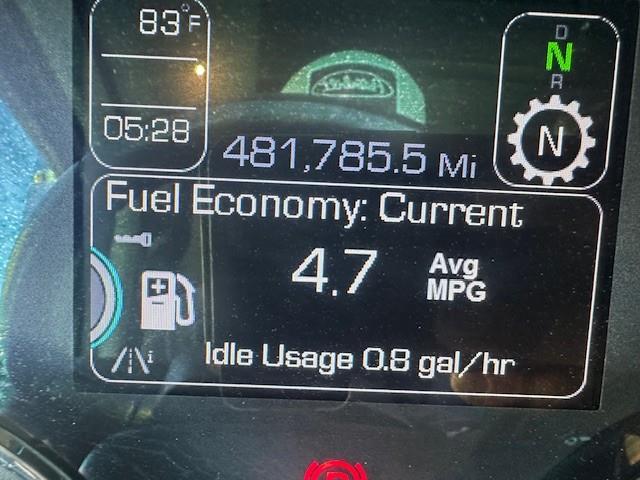 83°F
05:28
481,785.5 Mi
D
N
R
N
Fuel Economy: Current
4.7 Avg
MPG
Idle Usage 0.8 gal/hr